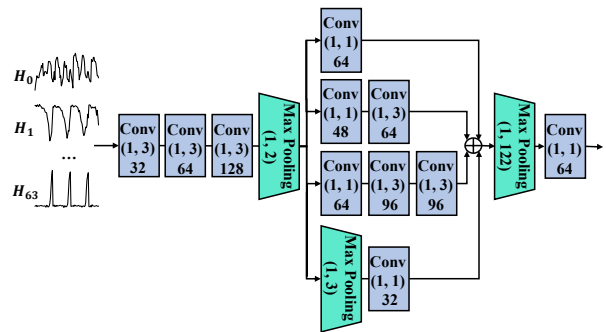 H₀
H₁
...
H₆₃
Conv
(1, 3)
32
Conv
(1, 3)
64
Conv
(1, 3)
128
Max Pooling
(1, 2)
Conv
(1, 1)
64
Conv
(1, 1)
48
Conv
(1, 3)
64
Conv
(1, 1)
64
Conv
(1, 3)
96
Conv
(1, 3)
96
Max Pooling
(1, 3)
Conv
(1, 1)
32
Max Pooling
(1, 122)
Conv
(1, 1)
64